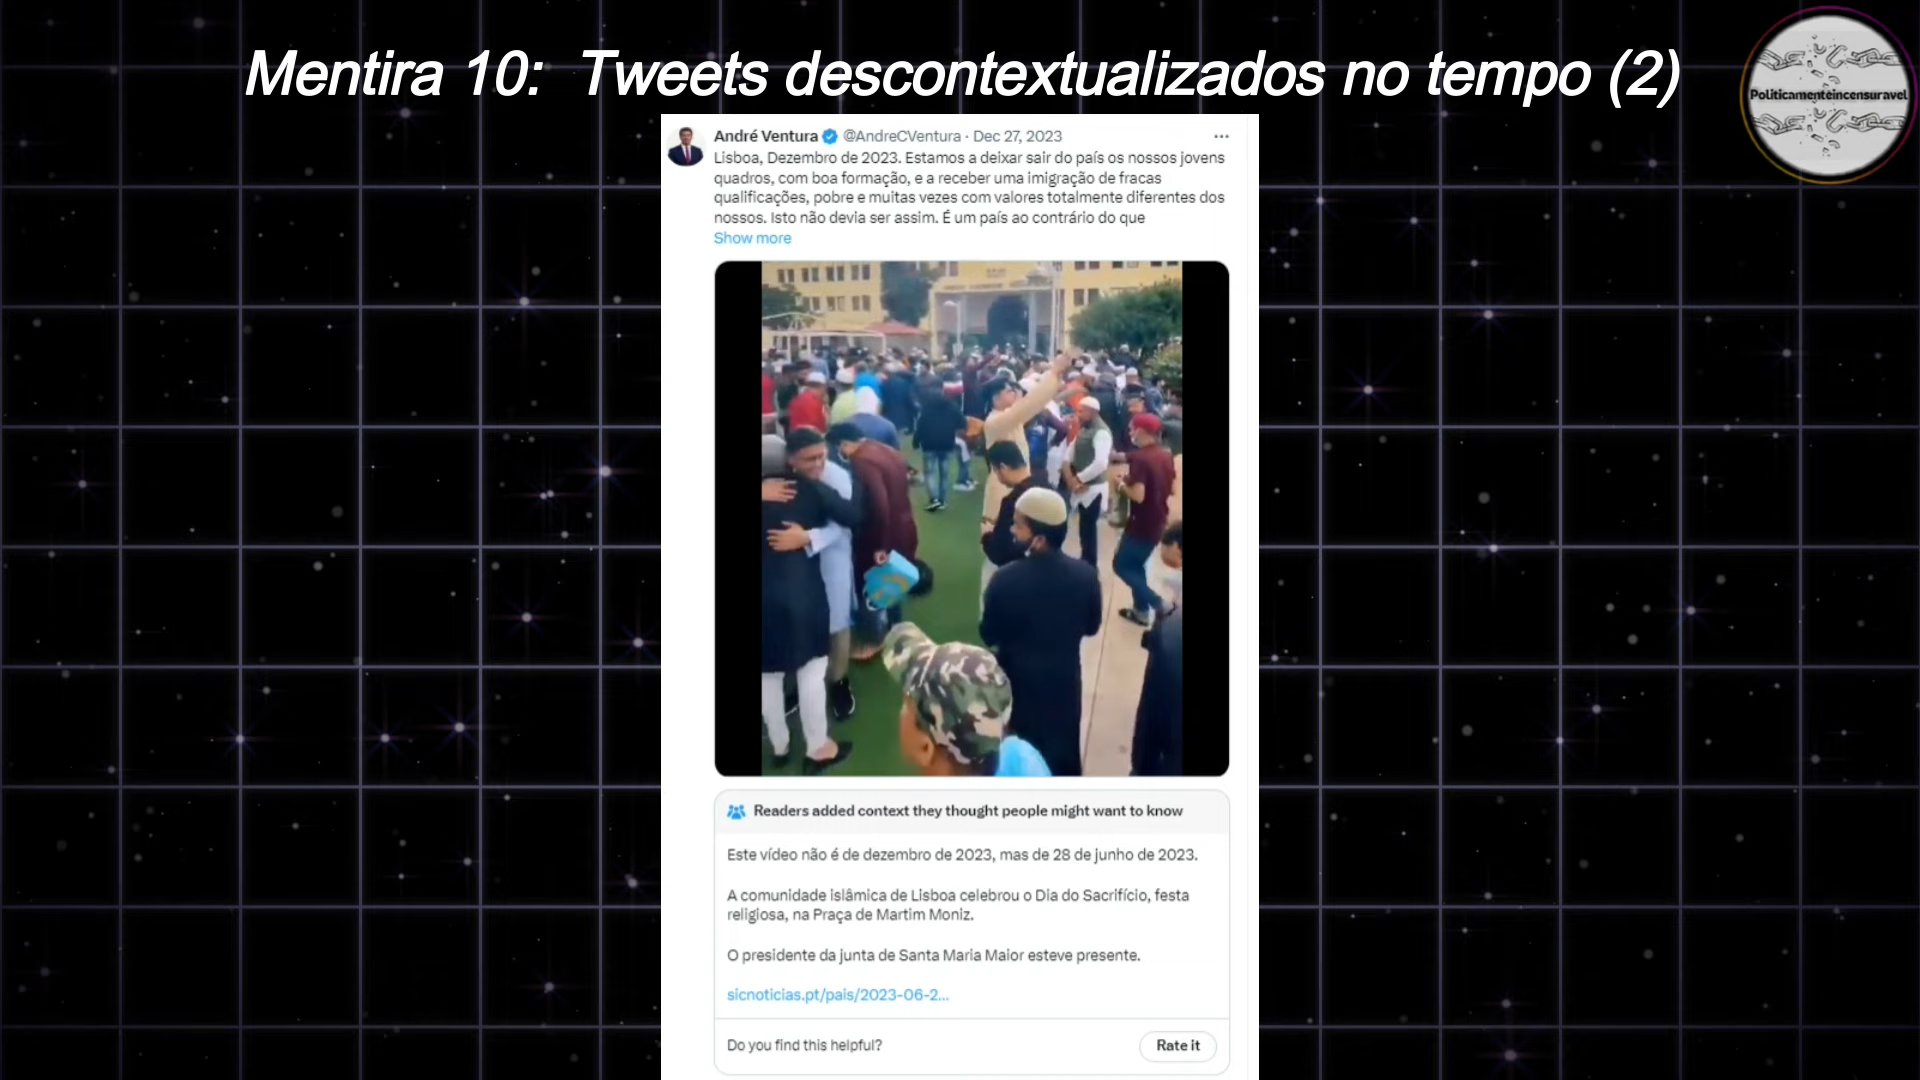 Mentira 10: Tweets descontextualizados no tempo (2)
Politicamenteincensuravel
André Ventura @AndreCVentura · Dec 27, 2023
Lisboa, Dezembro de 2023. Estamos a deixar sair do país os nossos jovens
quadros, com boa formação, e a receber uma imigração de fracas
qualificações, pobre e muitas vezes com valores totalmente diferentes dos
nossos. Isto não devia ser assim. É um país ao contrário do que
Show more
Readers added context they thought people might want to know
Este vídeo não é de dezembro de 2023, mas de 28 de junho de 2023.
A comunidade islâmica de Lisboa celebrou o Dia do Sacrifício, festa
religiosa, na Praça de Martim Moniz.
O presidente da junta de Santa Maria Maior esteve presente.
sicnoticias.pt/pais/2023-06-2...
Do you find this helpful?
Rate it